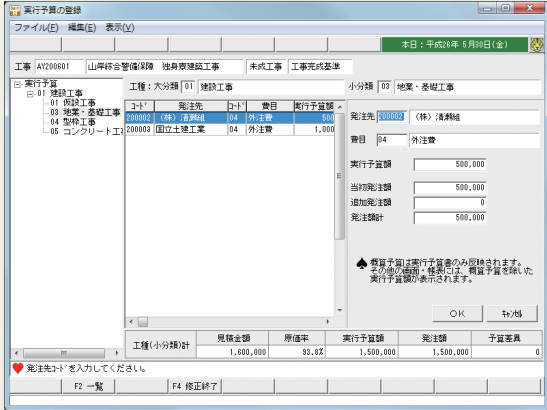 実行予算の登録
ファイル(F) 編集(E) 表示(V)
本日：平成26年 5月30日(金)
工事 AY200601 山岸綜合警備保障 独身寮建築工事 未成工事 工事完成基準
実行予算
01 建設工事
01 仮設工事
03 地業・基礎工事
04 型枠工事
05 コンクリート工
工種：大分類 01 建設工事
小分類 03 地業・基礎工事
ｺｰﾄﾞ 発注先 ｺｰﾄﾞ 費目 実行予算額
200002 （株）清瀬組 04 外注費 500
200003 国立土建工業 04 外注費 1,000
発注先 200002 （株）清瀬組
費目 04 外注費
実行予算額 500,000
当初発注額 500,000
追加発注額 0
発注額計 500,000
♠ 概算予算は実行予算書のみ反映されます。
その他の画面・帳表には、概算予算を除いた
実行予算額が表示されます。
OK ｷｬﾝｾﾙ
工種(小分類)計 見積金額 原価率 実行予算額 発注額 予算差異
1,600,000 93.8% 1,500,000 1,500,000 0
♥ 発注先ｺｰﾄﾞを入力してください。
F2 一覧 F4 修正終了